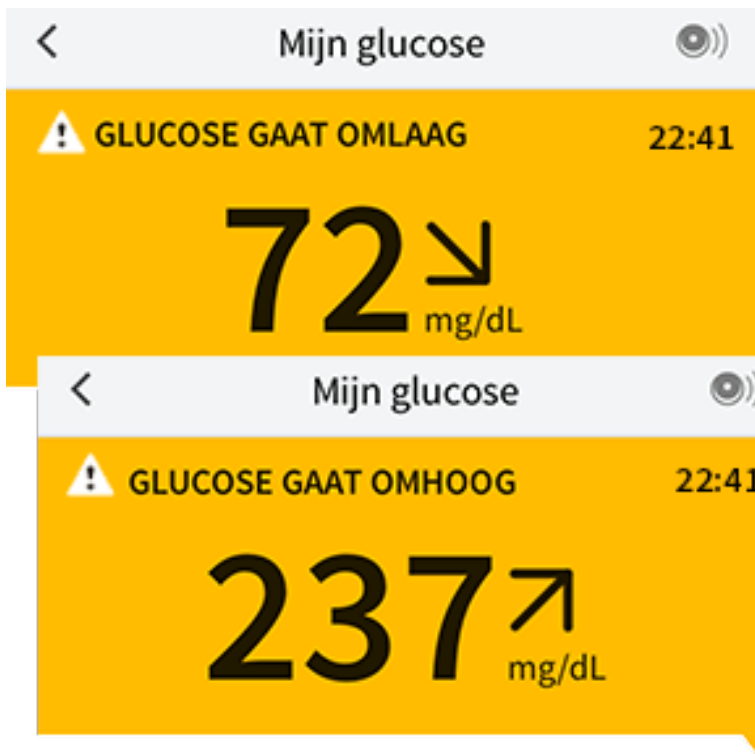 Mijn glucose
GLUCOSE GAAT OMLAAG 22:41
72
mg/dL
Mijn glucose
GLUCOSE GAAT OMHOOG 22:41
237
mg/dL